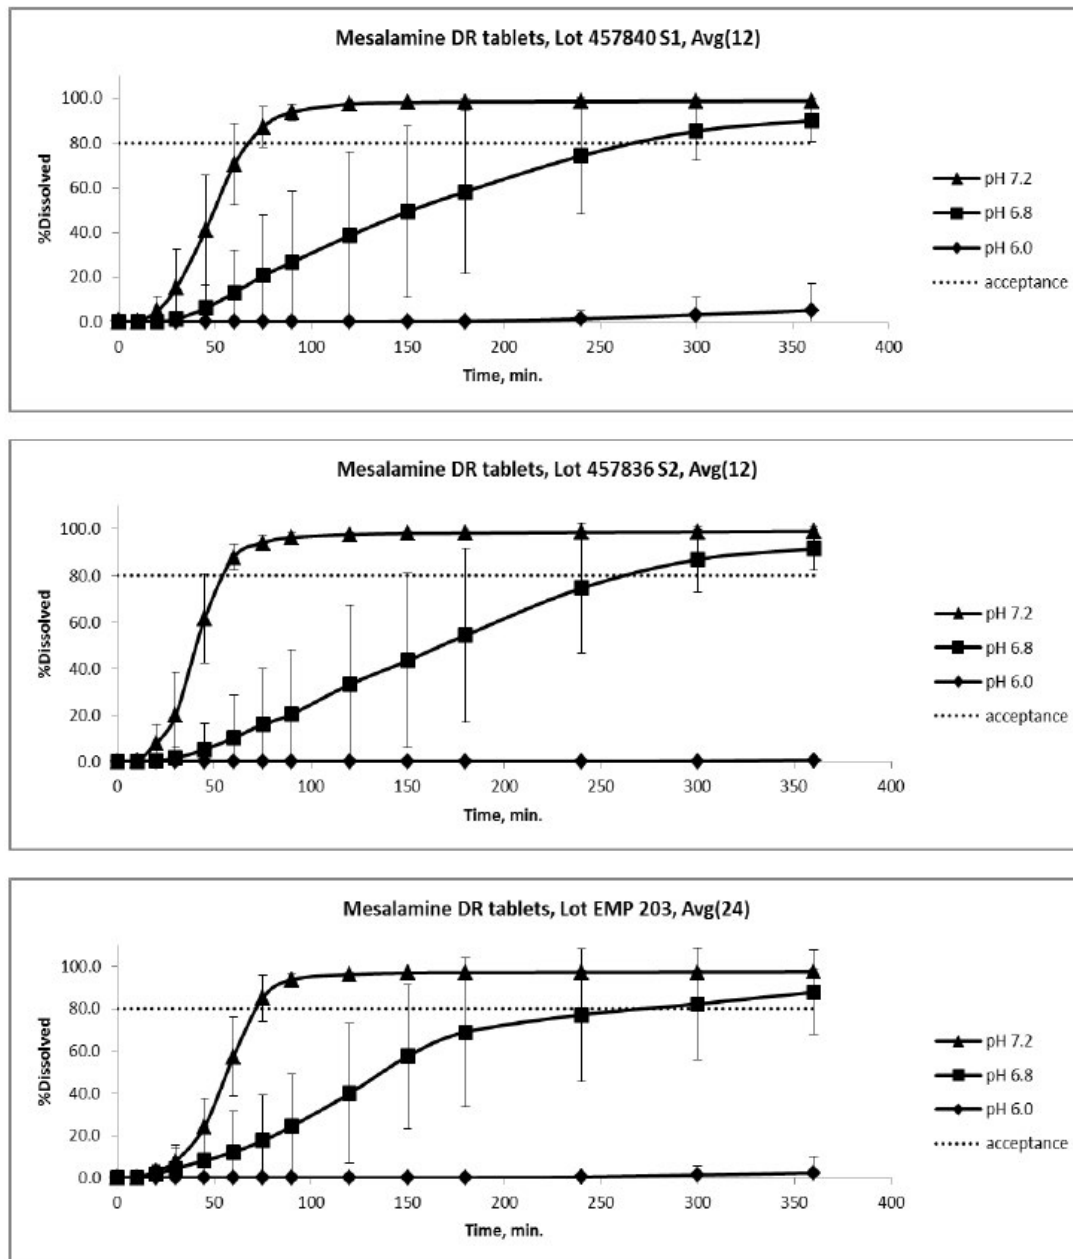 Mesalamine DR tablets, Lot 457840 S1, Avg(12)
%Dissolved
100.0
80.0
60.0
40.0
20.0
0.0
0 50 100 150 200 250 300 350 400
Time, min.
pH 7.2
pH 6.8
pH 6.0
acceptance
Mesalamine DR tablets, Lot 457836 S2, Avg(12)
%Dissolved
100.0
80.0
60.0
40.0
20.0
0.0
0 50 100 150 200 250 300 350 400
Time, min.
pH 7.2
pH 6.8
pH 6.0
acceptance
Mesalamine DR tablets, Lot EMP 203, Avg(24)
%Dissolved
100.0
80.0
60.0
40.0
20.0
0.0
0 50 100 150 200 250 300 350 400
Time, min.
pH 7.2
pH 6.8
pH 6.0
acceptance